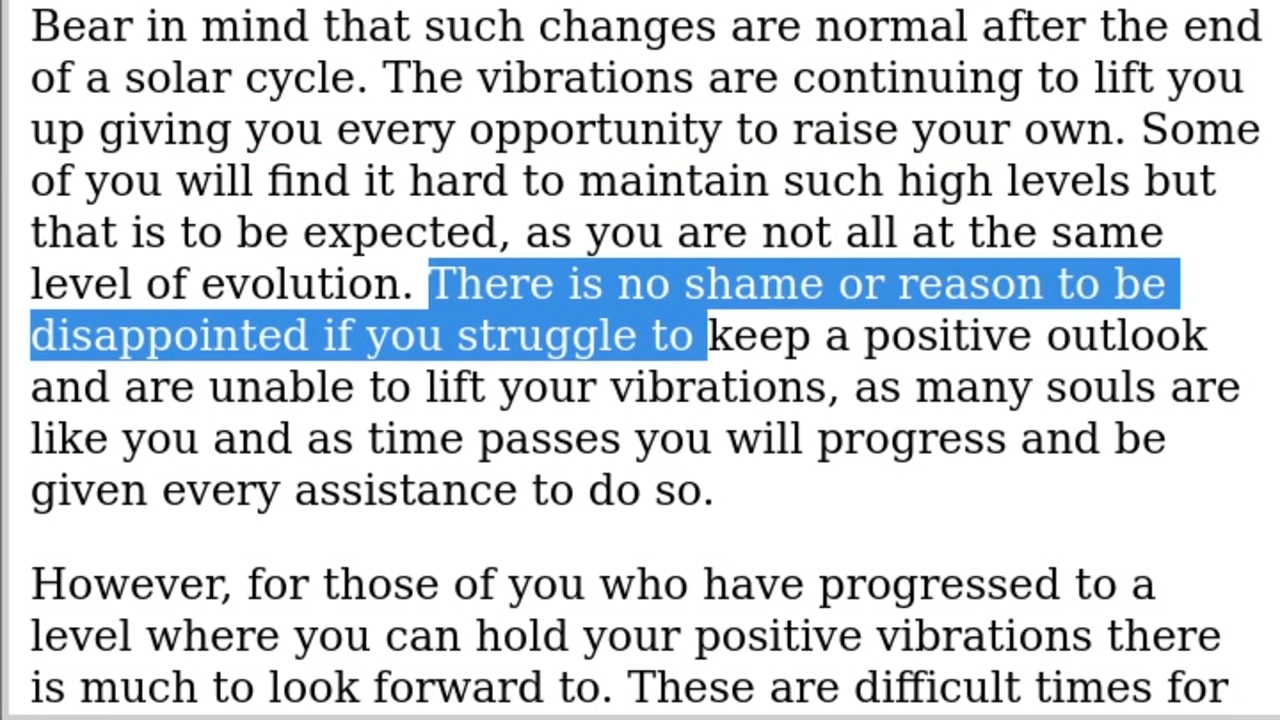 Bear in mind that such changes are normal after the end
of a solar cycle. The vibrations are continuing to lift you
up giving you every opportunity to raise your own. Some
of you will find it hard to maintain such high levels but
that is to be expected, as you are not all at the same
level of evolution. There is no shame or reason to be
disappointed if you struggle to keep a positive outlook
and are unable to lift your vibrations, as many souls are
like you and as time passes you will progress and be
given every assistance to do so.
However, for those of you who have progressed to a
level where you can hold your positive vibrations there
is much to look forward to. These are difficult times for